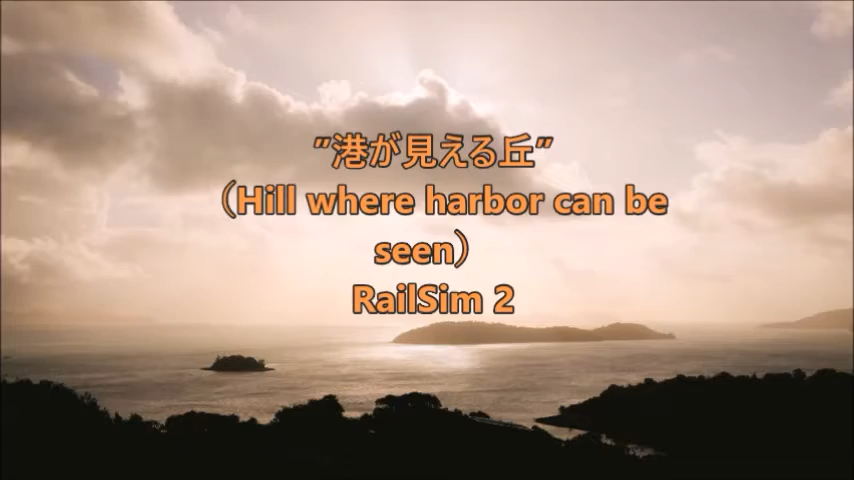 ”港が見える丘”
（Hill where harbor can be
seen）
RailSim 2